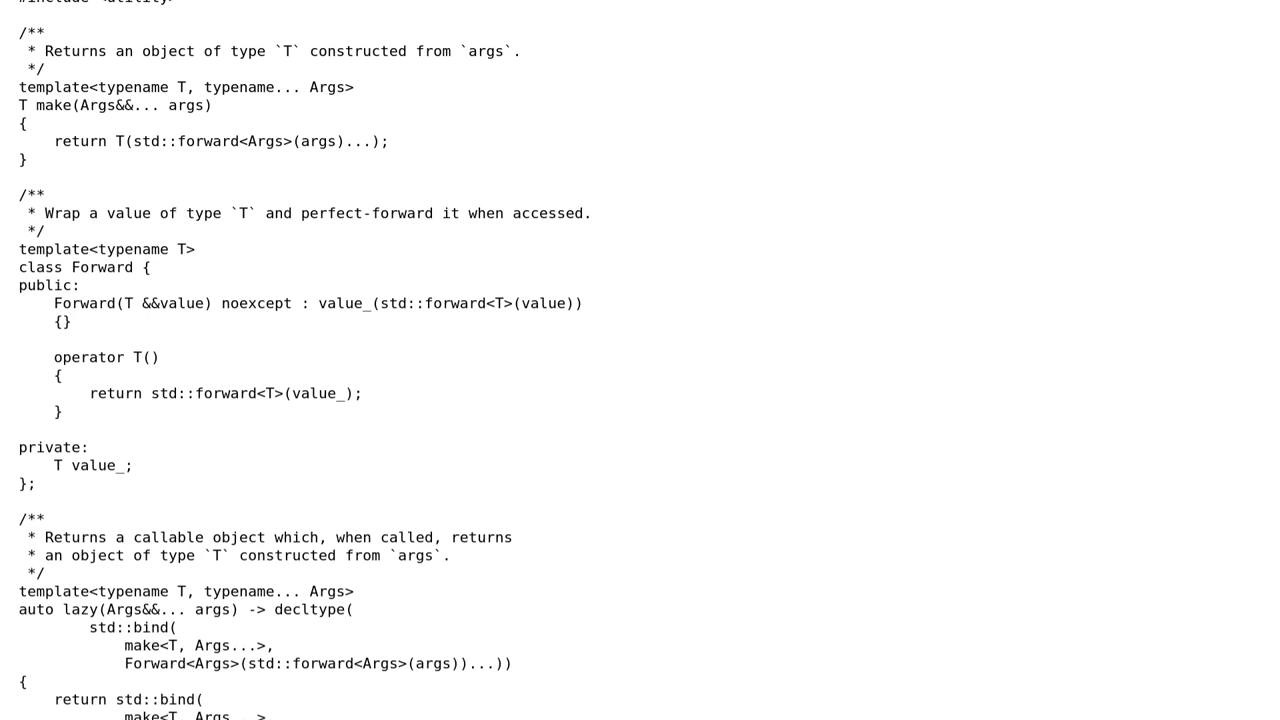 #include <utility>
/**
 * Returns an object of type `T` constructed from `args`.
 */
template<typename T, typename... Args>
T make(Args&&... args)
{
    return T(std::forward<Args>(args)...);
}
/**
 * Wrap a value of type `T` and perfect-forward it when accessed.
 */
template<typename T>
class Forward {
public:
    Forward(T &&value) noexcept : value_(std::forward<T>(value))
    {}
    operator T()
    {
        return std::forward<T>(value_);
    }
private:
    T value_;
};
/**
 * Returns a callable object which, when called, returns
 * an object of type `T` constructed from `args`.
 */
template<typename T, typename... Args>
auto lazy(Args&&... args) -> decltype(
        std::bind(
            make<T, Args...>,
            Forward<Args>(std::forward<Args>(args))...))
{
    return std::bind(
            make<T, Args...>,